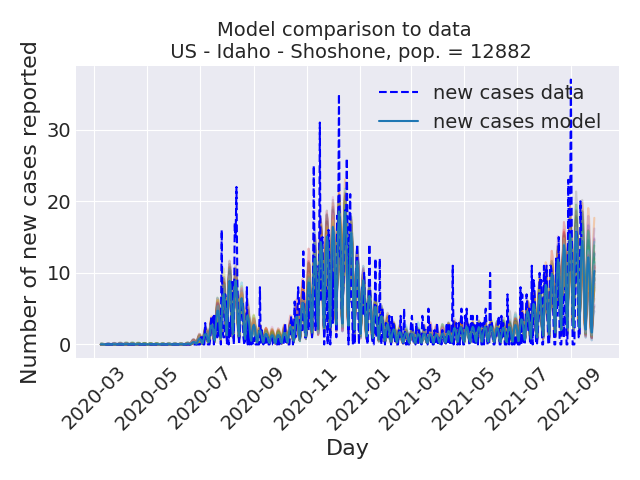 Model comparison to data
US - Idaho - Shoshone, pop. = 12882
Number of new cases reported
30
20
10
0
new cases data
new cases model
2020-03
2020-05
2020-07
2020-09
2020-11
2021-01
2021-03
2021-05
2021-07
2021-09
Day